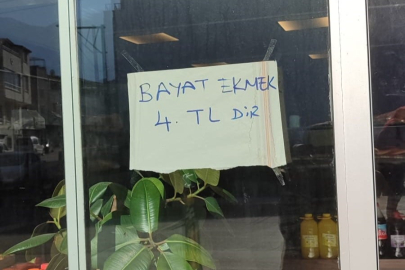 BAYAT EKMEK
4. TL DİR